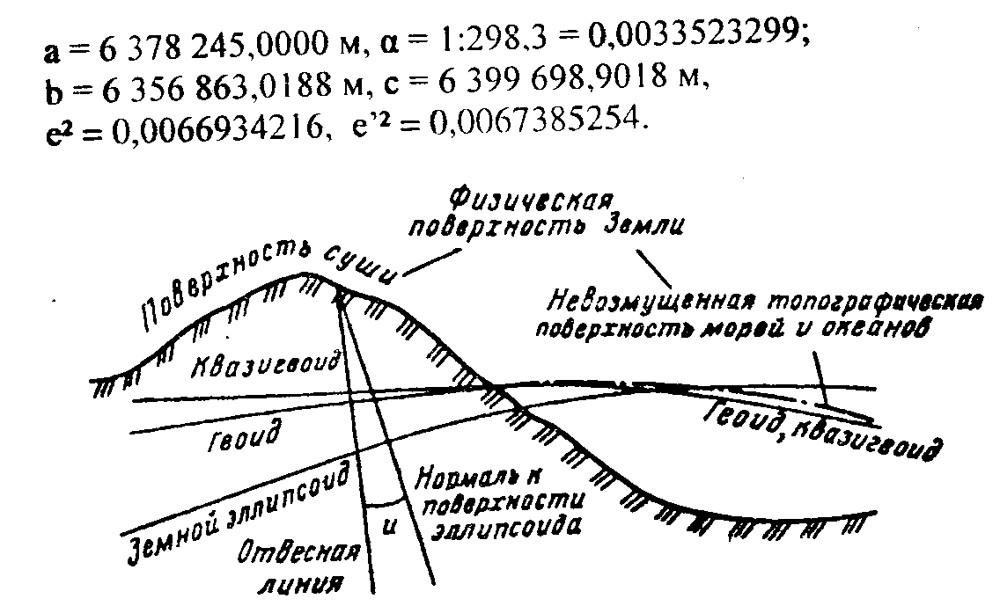 a = 6 378 245,0000 м, α = 1:298,3 = 0,0033523299;
b = 6 356 863,0188 м, c = 6 399 698,9018 м,
e² = 0,0066934216, e’² = 0,0067385254.
Физическая
поверхность Земли
Поверхность суши
Невозмущенная топографическая
поверхность морей и океанов
Квазигеоид
Геоид
Геоид, квазигеоид
Земной эллипсоид
Нормаль к
поверхности
эллипсоида
u
Отвесная
линия